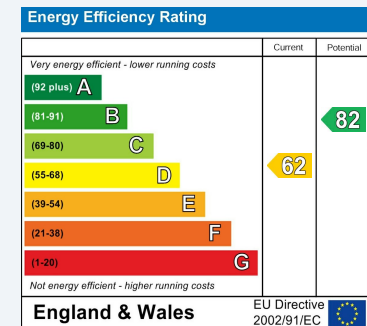 Energy Efficiency Rating
Current Potential
Very energy efficient - lower running costs
(92 plus) A
(81-91) B
82
(69-80) C
62
(55-68) D
(39-54) E
(21-38) F
(1-20) G
Not energy efficient - higher running costs
England & Wales
EU Directive
2002/91/EC